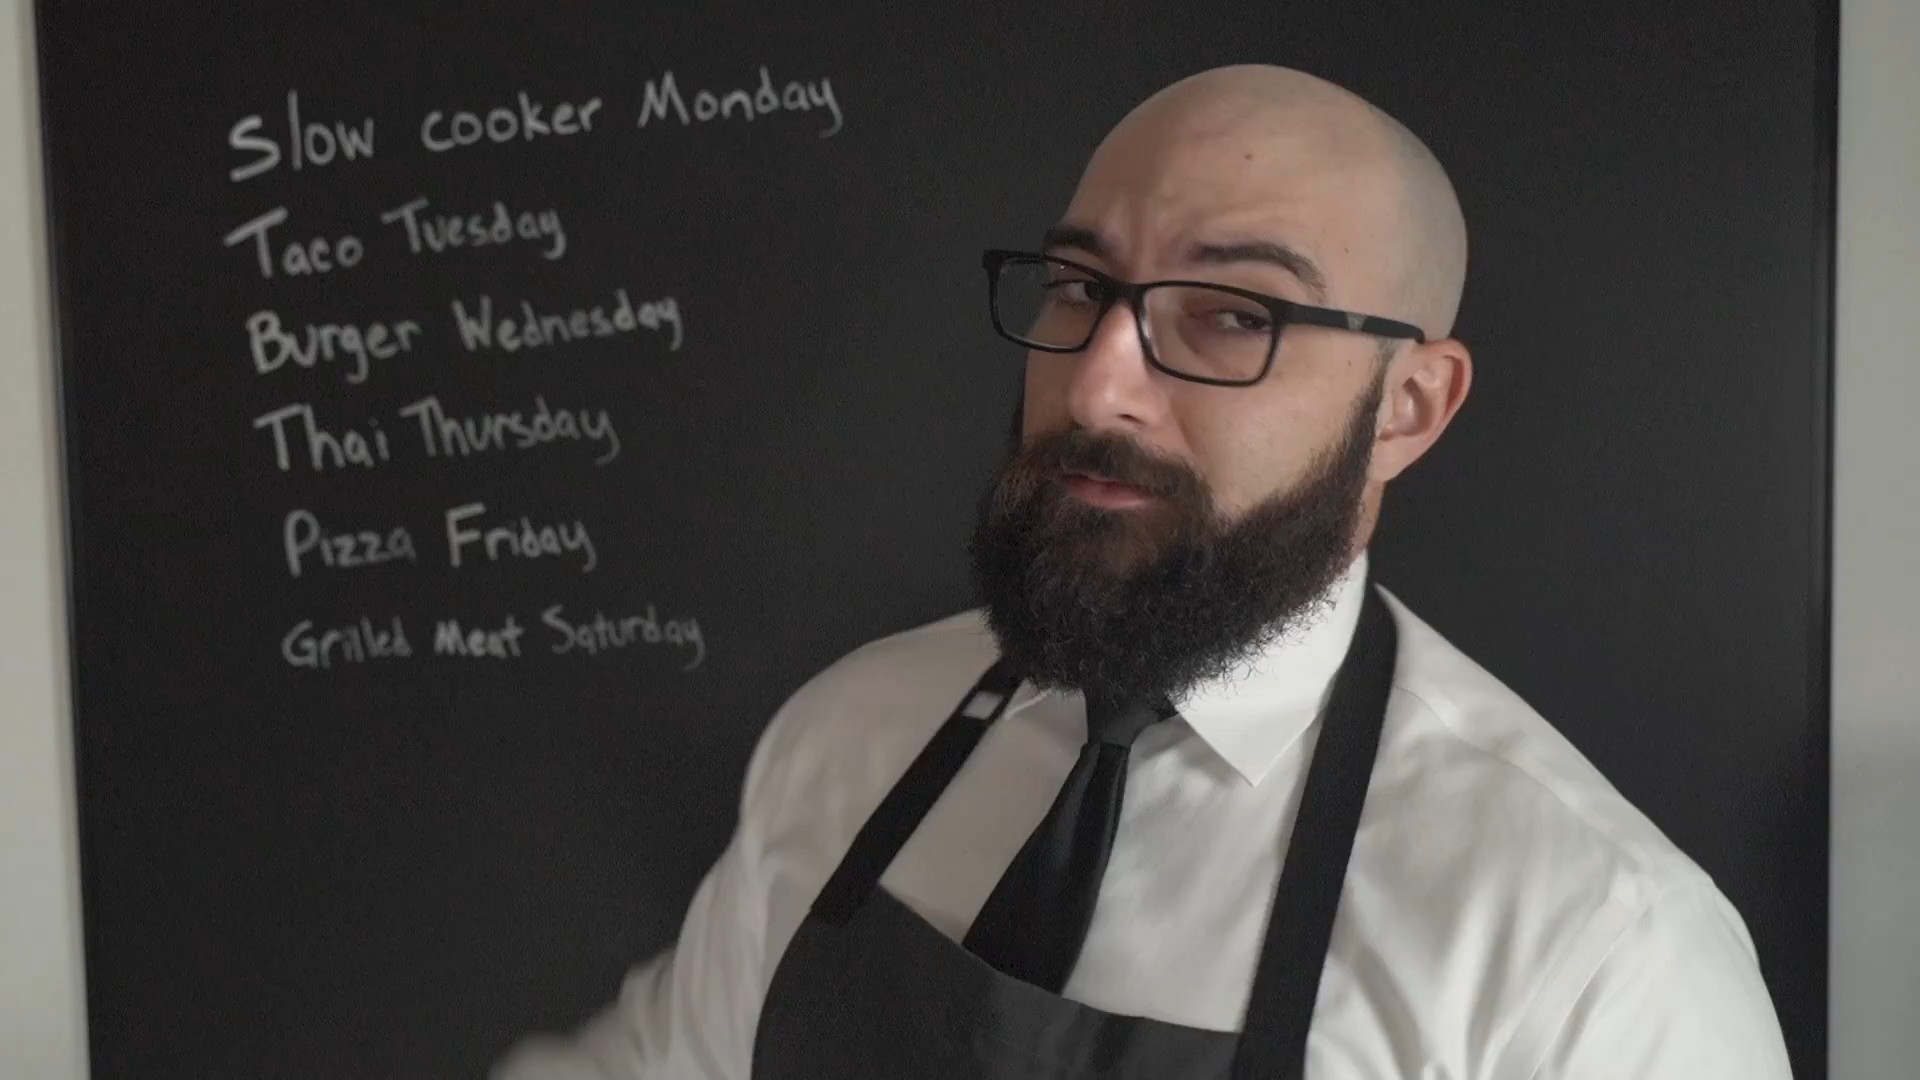 Slow cooker Monday
Taco Tuesday
Burger Wednesday
Thai Thursday
Pizza Friday
Grilled Meat Saturday